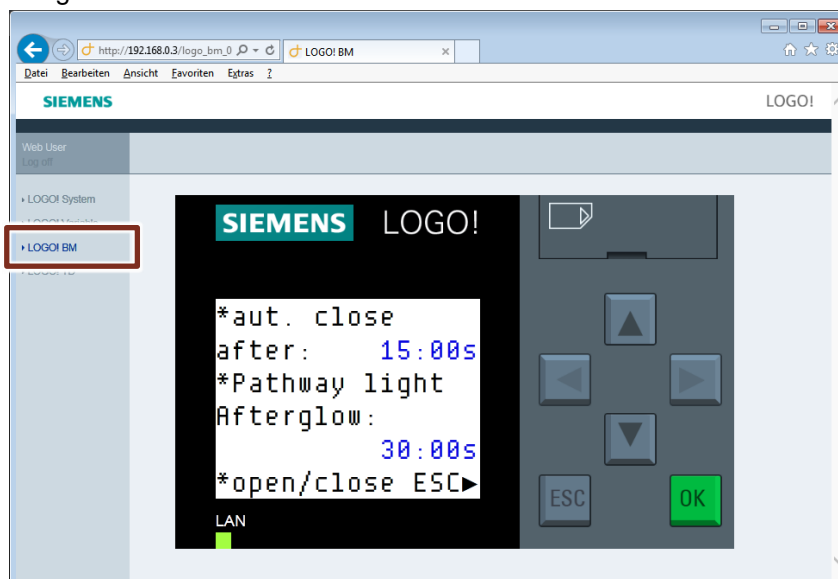 http://192.168.0.3/logo_bm_0
LOGO! BM
Datei Bearbeiten Ansicht Favoriten Extras ?
SIEMENS
LOGO!
Web User
Log off
LOGO! System
LOGO! Variable
LOGO! BM
SIEMENS LOGO!
*aut. close
after: 15:00s
*Pathway light
Afterglow:
30:00s
*open/close ESC►
LAN
ESC
OK